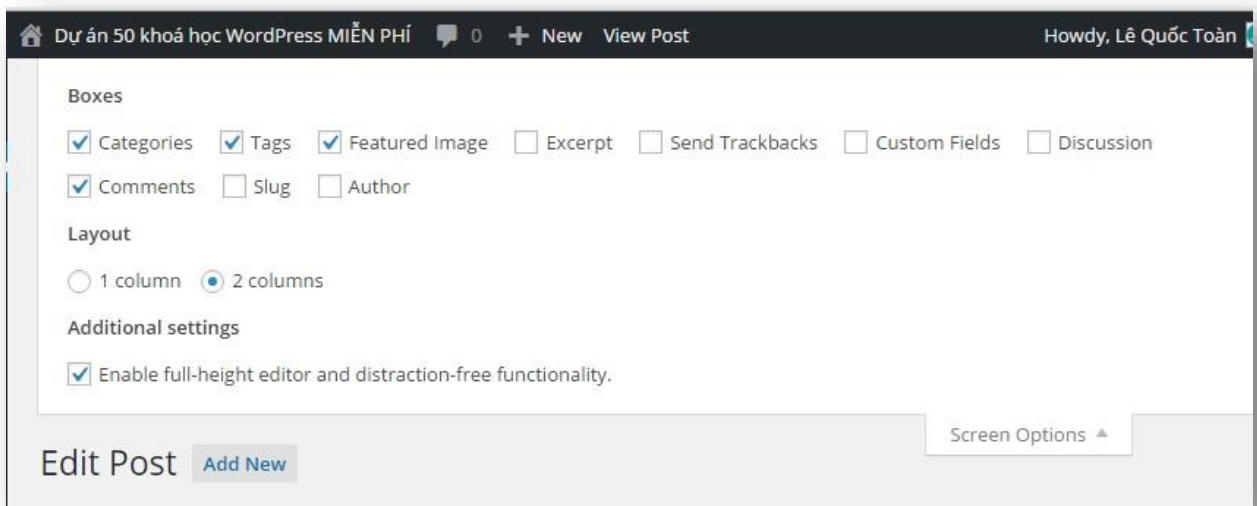 Dự án 50 khoá học WordPress MIỄN PHÍ 0 New View Post Howdy, Lê Quốc Toàn
Boxes
Categories Tags Featured Image Excerpt Send Trackbacks Custom Fields Discussion
Comments Slug Author
Layout
1 column 2 columns
Additional settings
Enable full-height editor and distraction-free functionality.
Screen Options
Edit Post Add New